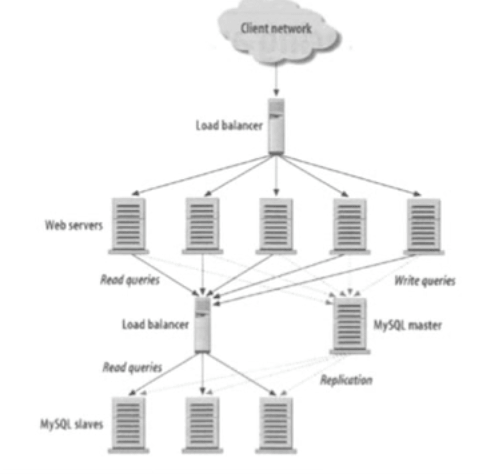 Client network
Load balancer
Web servers
Read queries
Write queries
Load balancer
MySQL master
Read queries
Replication
MySQL slaves